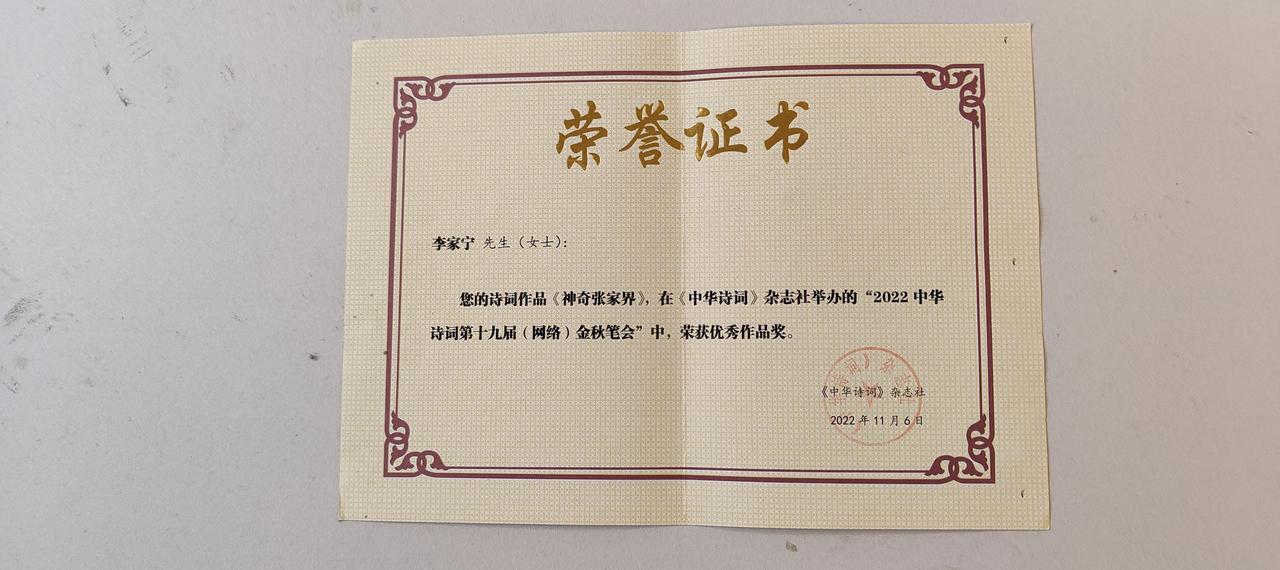 荣誉证书
李家宁 先生（女士）：
您的诗词作品《神奇张家界》，在《中华诗词》杂志社举办的“2022 中华
诗词第十九届（网络）金秋笔会”中，荣获优秀作品奖。
《中华诗词》杂志社
2022 年 11 月 6 日